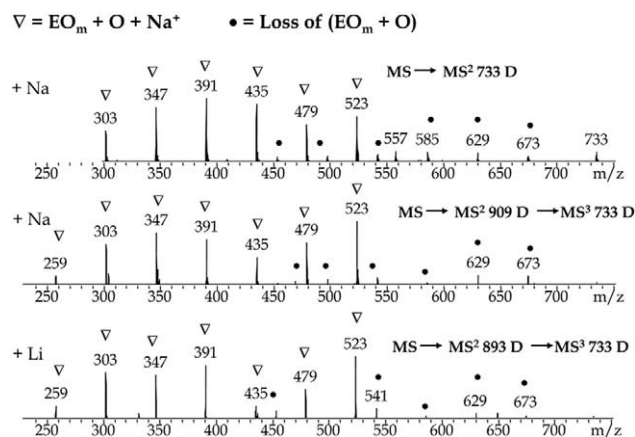 ∇ = EOₘ + O + Na⁺ • = Loss of (EOₘ + O)
+ Na
MS → MS² 733 D
∇ ∇ ∇ ∇ ∇ ∇
303 347 391 435 479 523 557 585 629 673 733
• • • • • •
250 300 350 400 450 500 550 600 650 700 m/z
+ Na
MS → MS² 909 D → MS³ 733 D
∇ ∇ ∇ ∇ ∇ ∇ ∇
259 303 347 391 435 479 523 629 673
• • • • • •
250 300 350 400 450 500 550 600 650 700 m/z
+ Li
MS → MS² 893 D → MS³ 733 D
∇ ∇ ∇ ∇ ∇ ∇ ∇
259 303 347 391 435 479 523 541 629 673
• • • • •
250 300 350 400 450 500 550 600 650 700 m/z